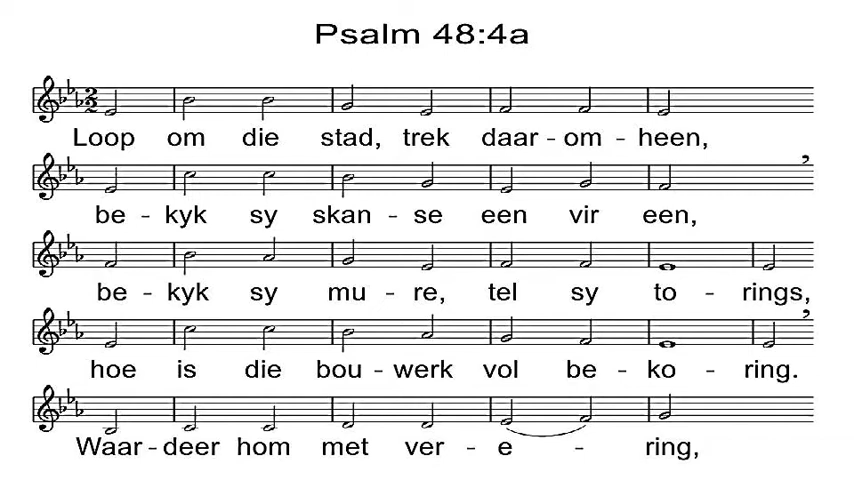 Psalm 48:4a
Loop om die stad, trek daar-om-heen,
be-kyk sy skan-se een vir een,
be-kyk sy mu-re, tel sy to-rings,
hoe is die bou-werk vol be-ko-ring.
Waar-deer hom met ver-e-ring,